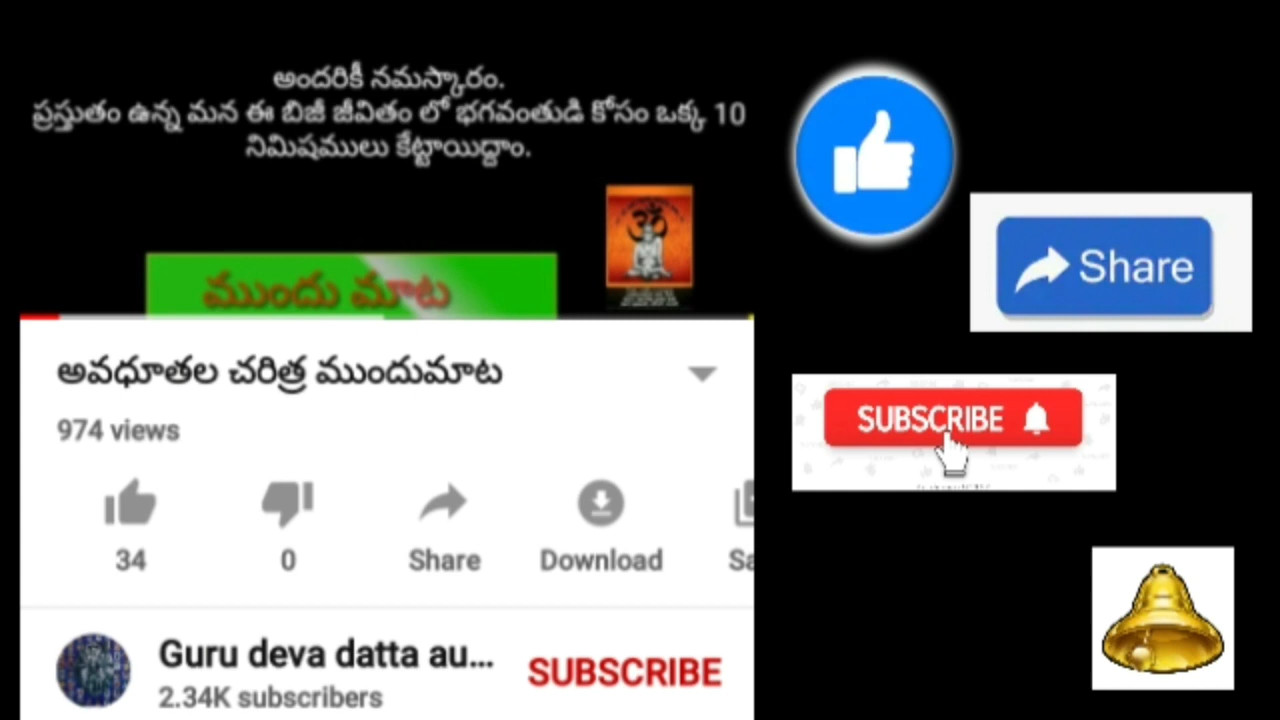 అందరికీ నమస్కారం.
ప్రస్తుతం ఉన్న మన ఈ బిజీ జీవితం లో భగవంతుడి కోసం ఒక్క 10
నిమిషములు కేట్టాయిద్దాం.
ముందు మాట
అవధూతల చరిత్ర ముందుమాట
974 views
34
0
Share
Download
Sa
Guru deva datta au...
2.34K subscribers
SUBSCRIBE
Share
SUBSCRIBE